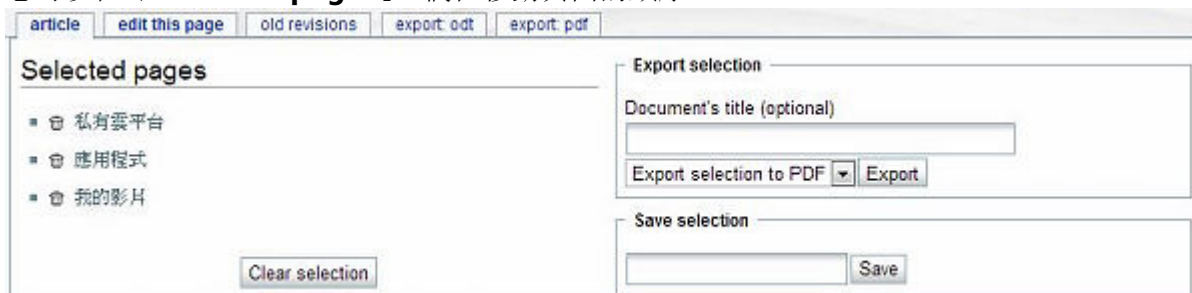 page
article edit this page old revisions export: odt export: pdf
Selected pages
私有雲平台
應用程式
我的影片
Clear selection
Export selection
Document's title (optional)
Export selection to PDF Export
Save selection
Save